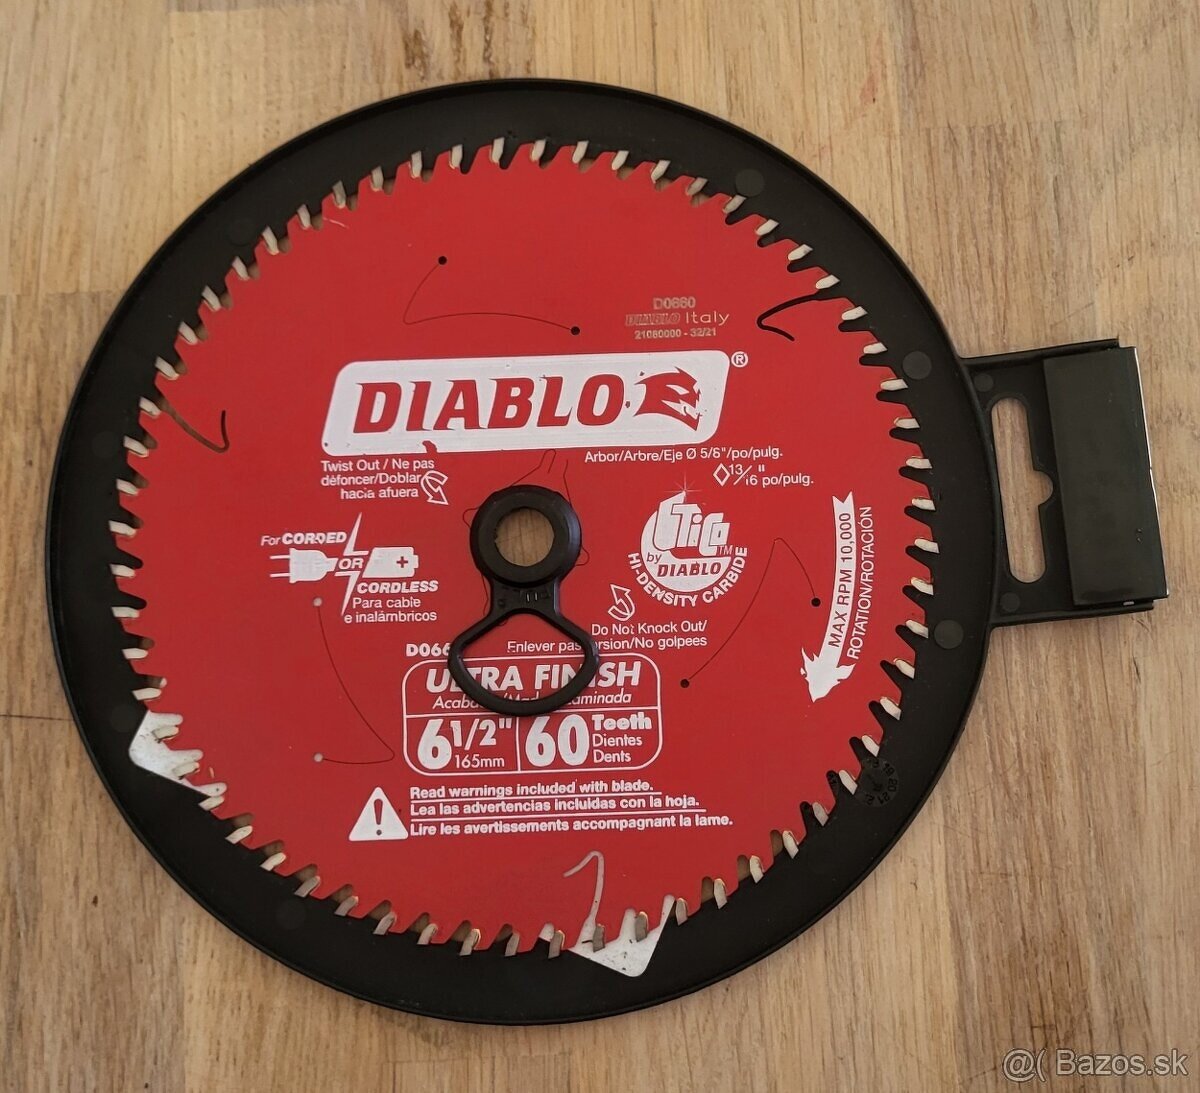 D0660
DIABLO Italy
21080000 - 32/21
DIABLO®
Arbor/Arbre/Eje Ø 5/8"/po/pulg.
13/16" po/pulg.
Twist Out / Ne pas
défoncer/Doblar
hacia afuera
For CORDED
OR
CORDLESS
Para cable
e inalámbricos
TiCo™
by DIABLO
HI-DENSITY CARBIDE
MAX RPM 10,000
ROTATION/ROTACIÓN
Do Not Knock Out/
Enlever pas /No golpees
D066
ULTRA FINISH
6 1/2"
165mm
60 Teeth
Dientes
Dents
Read warnings included with blade.
Lea las advertencias incluidas con la hoja.
Lire les avertissements accompagnant la lame.
@( Bazos.sk